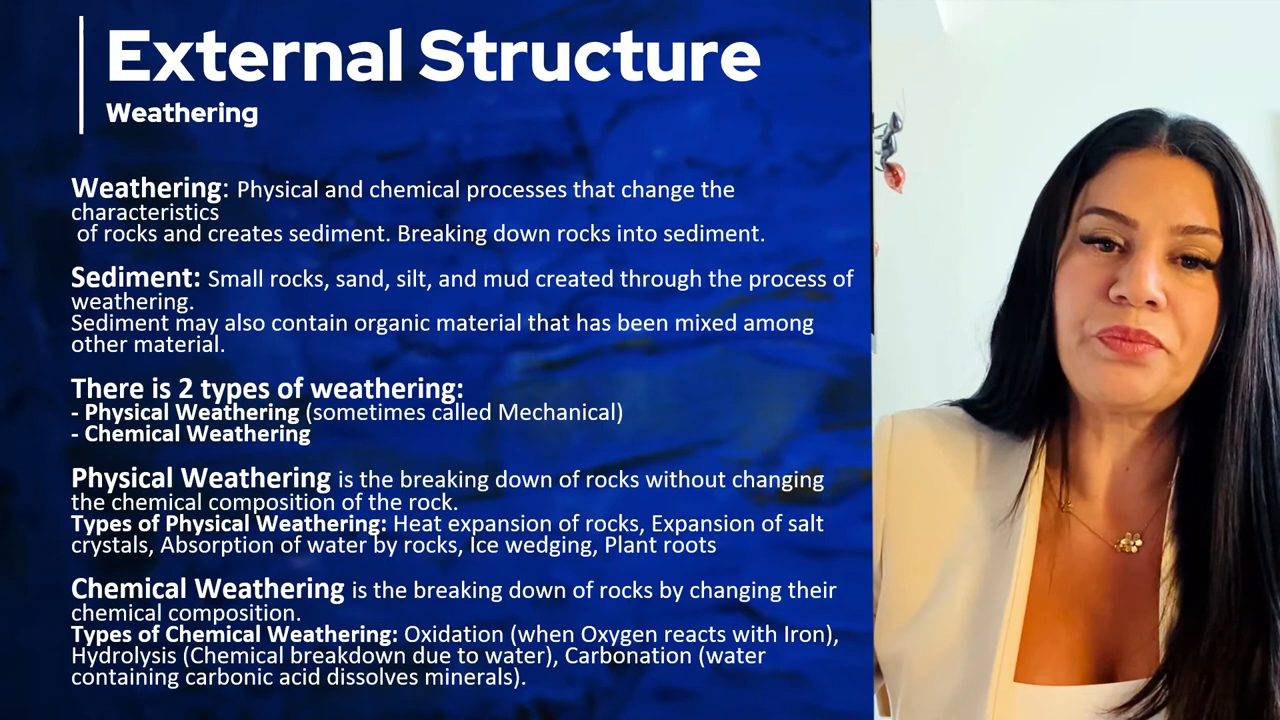 External Structure
Weathering
Weathering: Physical and chemical processes that change the
characteristics
of rocks and creates sediment. Breaking down rocks into sediment.
Sediment: Small rocks, sand, silt, and mud created through the process of
weathering.
Sediment may also contain organic material that has been mixed among
other material.
There is 2 types of weathering:
- Physical Weathering (sometimes called Mechanical)
- Chemical Weathering
Physical Weathering is the breaking down of rocks without changing
the chemical composition of the rock.
Types of Physical Weathering: Heat expansion of rocks, Expansion of salt
crystals, Absorption of water by rocks, Ice wedging, Plant roots
Chemical Weathering is the breaking down of rocks by changing their
chemical composition.
Types of Chemical Weathering: Oxidation (when Oxygen reacts with Iron),
Hydrolysis (Chemical breakdown due to water), Carbonation (water
containing carbonic acid dissolves minerals).